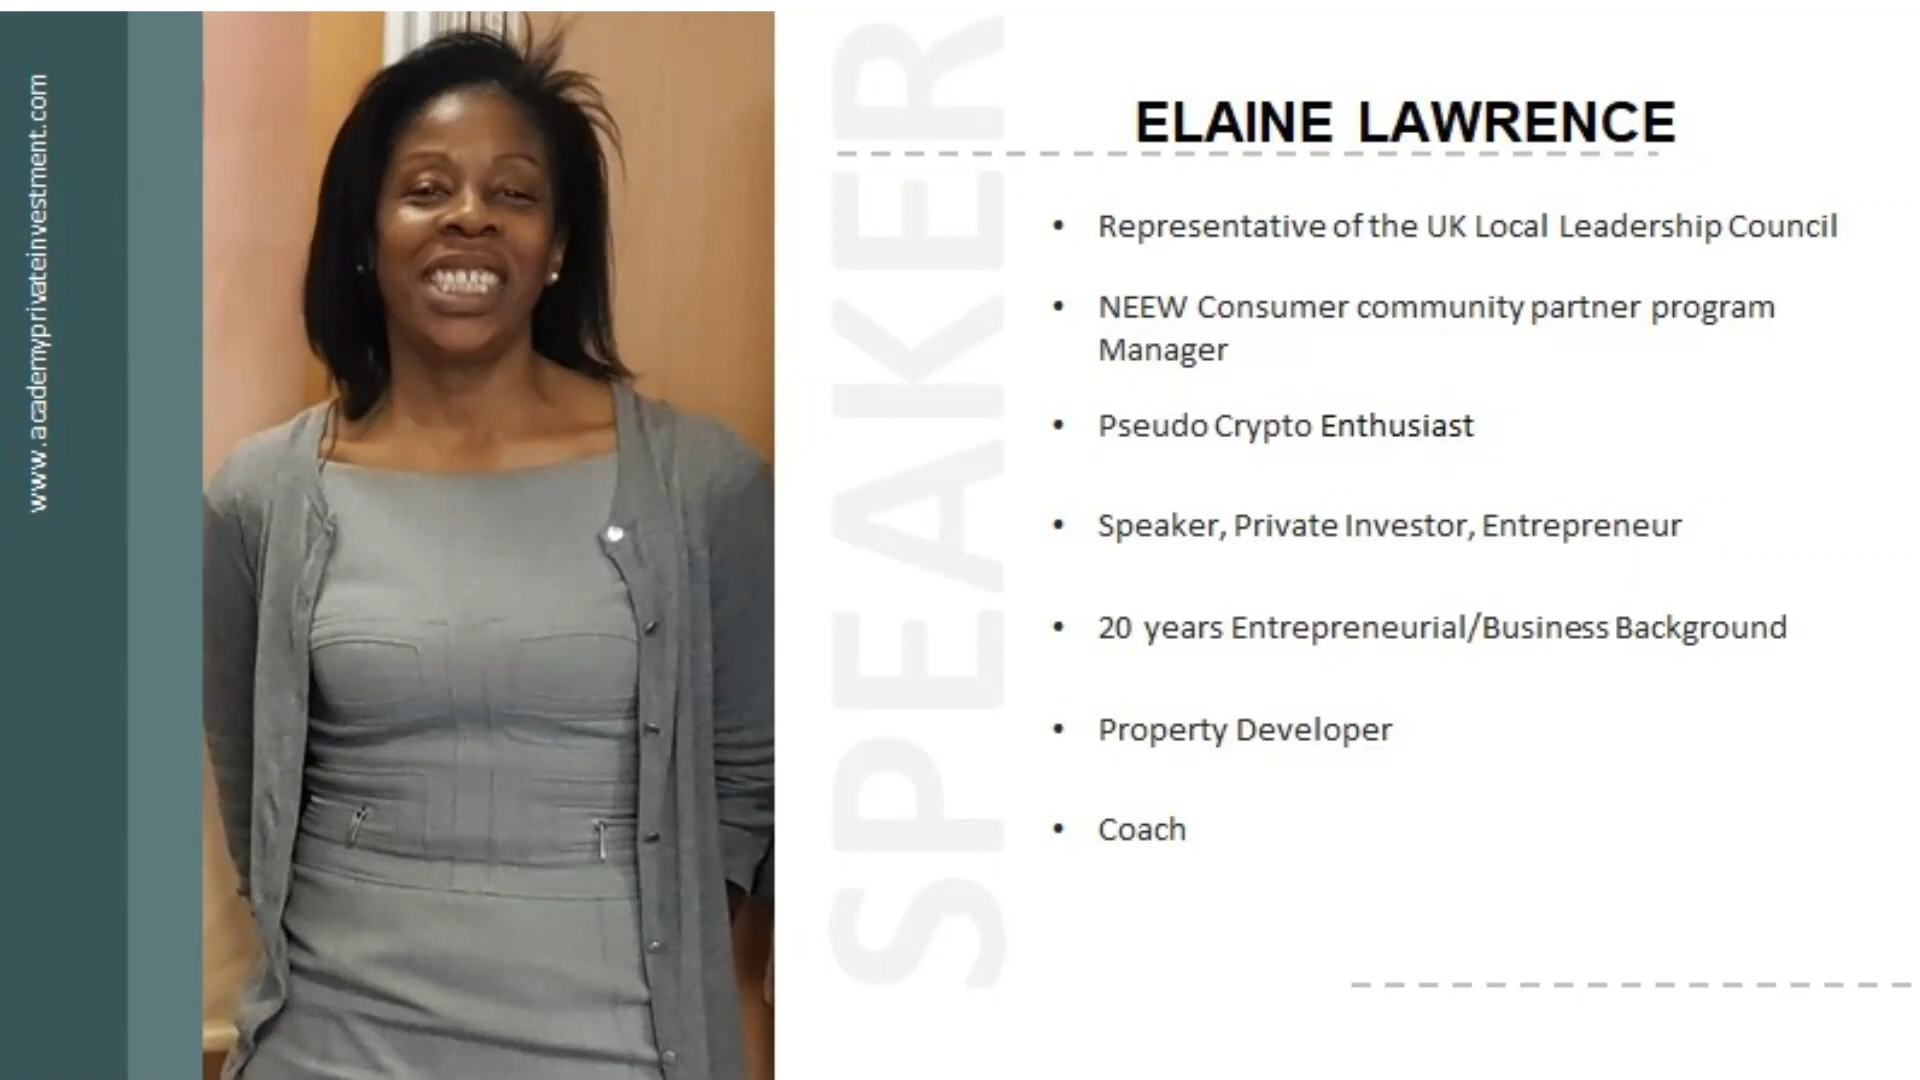 www.academyprivateinvestment.com
SPEAKER
ELAINE LAWRENCE
• Representative of the UK Local Leadership Council
• NEEW Consumer community partner program
Manager
• Pseudo Crypto Enthusiast
• Speaker, Private Investor, Entrepreneur
• 20 years Entrepreneurial/Business Background
• Property Developer
• Coach